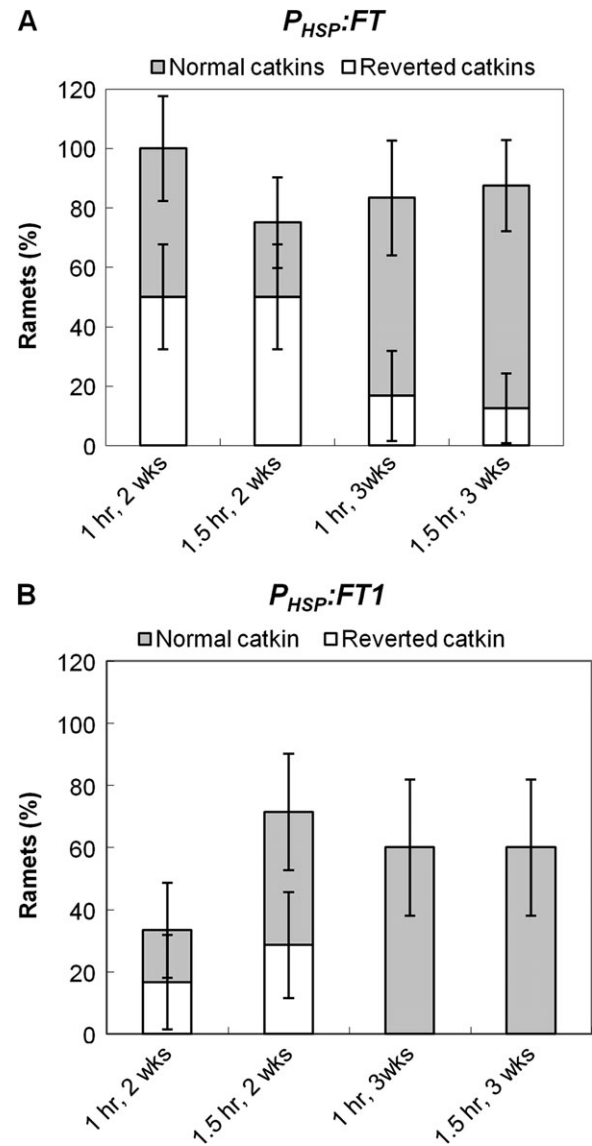 A
P_HSP:FT
Normal catkins Reverted catkins
120
100
80
60
40
20
0
Ramets (%)
1 hr, 2 wks
1.5 hr, 2 wks
1 hr, 3wks
1.5 hr, 3 wks
B
P_HSP:FT1
Normal catkin Reverted catkin
120
100
80
60
40
20
0
Ramets (%)
1 hr, 2 wks
1.5 hr, 2 wks
1 hr, 3wks
1.5 hr, 3 wks